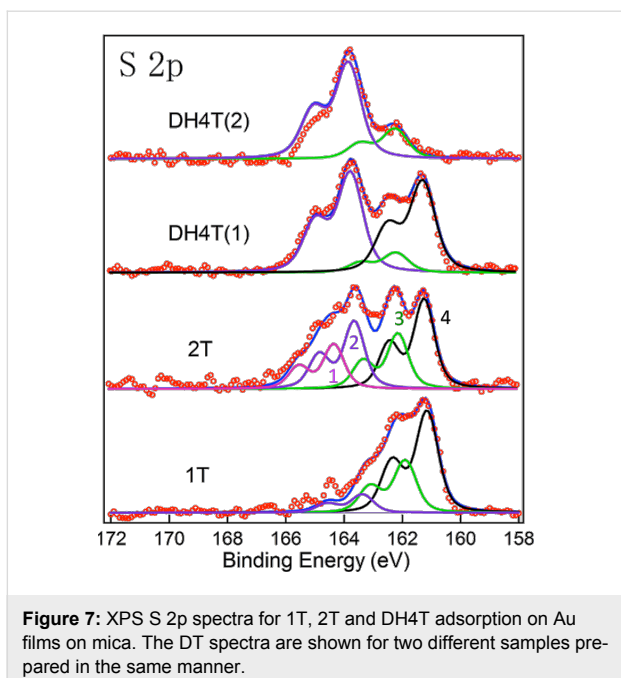 S 2p
DH4T(2)
DH4T(1)
2T
1
2
3
4
1T
172 170 168 166 164 162 160 158
Binding Energy (eV)
Figure 7: XPS S 2p spectra for 1T, 2T and DH4T adsorption on Au
films on mica. The DT spectra are shown for two different samples pre-
pared in the same manner.